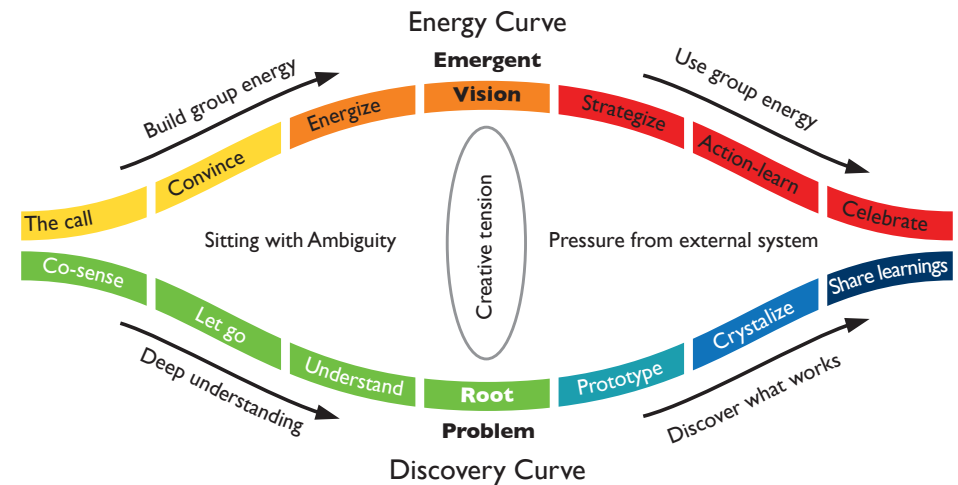 Energy Curve
Emergent
Vision
Build group energy
Use group energy
The call
Convince
Energize
Strategize
Action-learn
Celebrate
Sitting with Ambiguity
Creative tension
Pressure from external system
Co-sense
Let go
Understand
Root
Prototype
Crystalize
Share learnings
Deep understanding
Discover what works
Problem
Discovery Curve